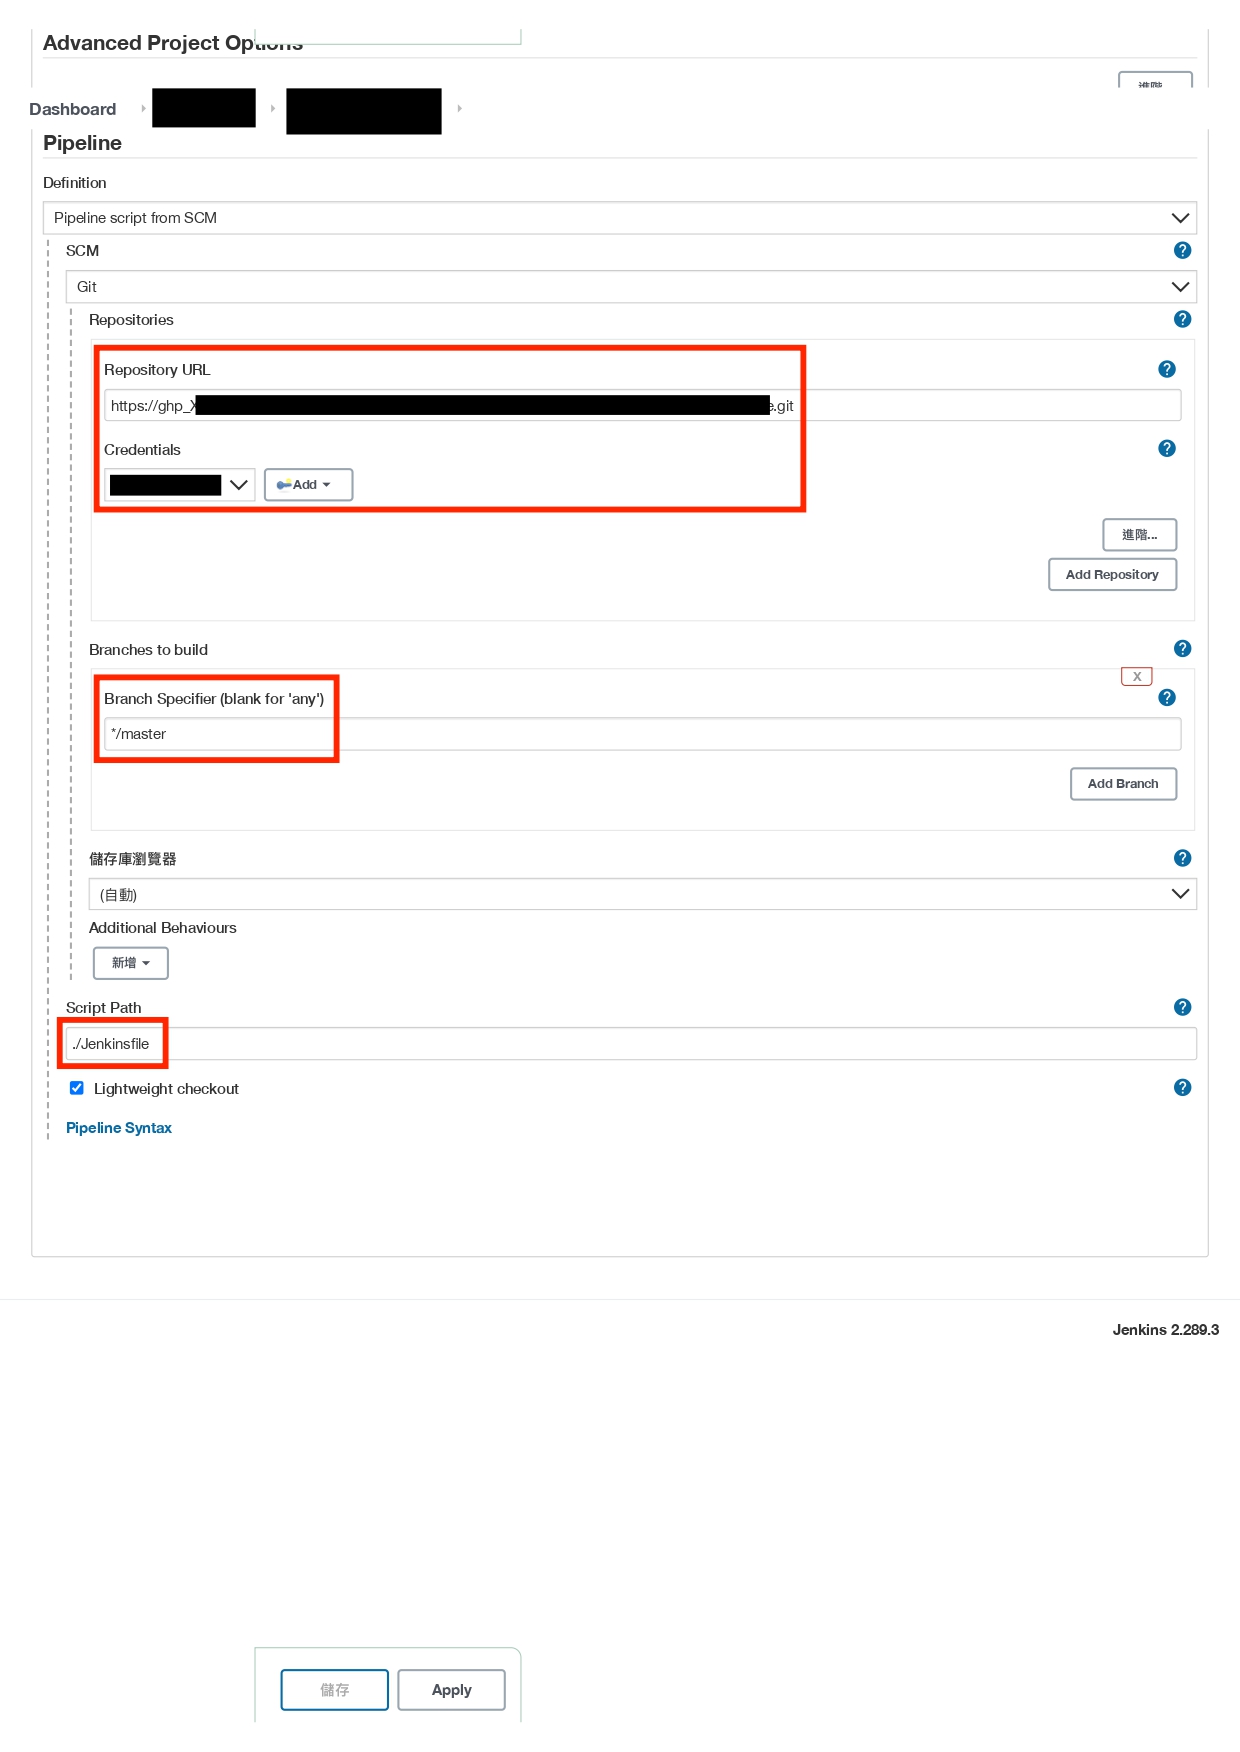 Advanced Project Options
進階...
Dashboard
Pipeline
Definition
Pipeline script from SCM
SCM
Git
Repositories
Repository URL
https://ghp_X .git
Credentials
Add
進階...
Add Repository
Branches to build
X
Branch Specifier (blank for 'any')
*/master
Add Branch
儲存庫瀏覽器
(自動)
Additional Behaviours
新增
Script Path
./Jenkinsfile
Lightweight checkout
Pipeline Syntax
Jenkins 2.289.3
儲存
Apply